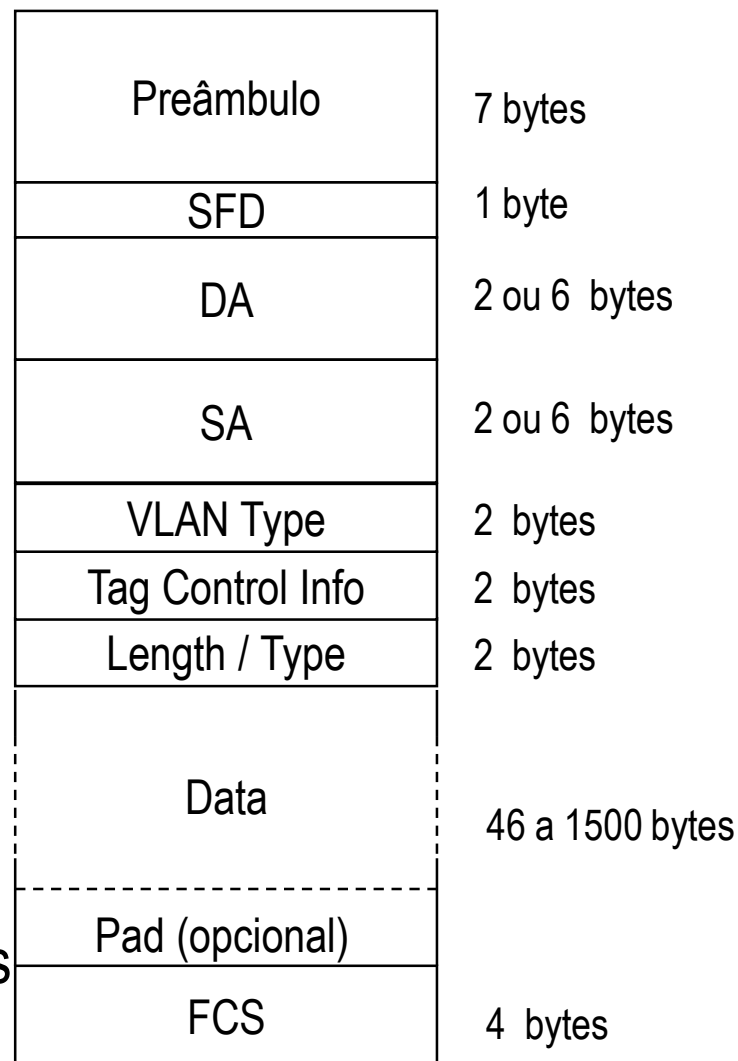 Preâmbulo 7 bytes
SFD 1 byte
DA 2 ou 6 bytes
SA 2 ou 6 bytes
VLAN Type 2 bytes
Tag Control Info 2 bytes
Length / Type 2 bytes
Data 46 a 1500 bytes
Pad (opcional)
s
FCS 4 bytes